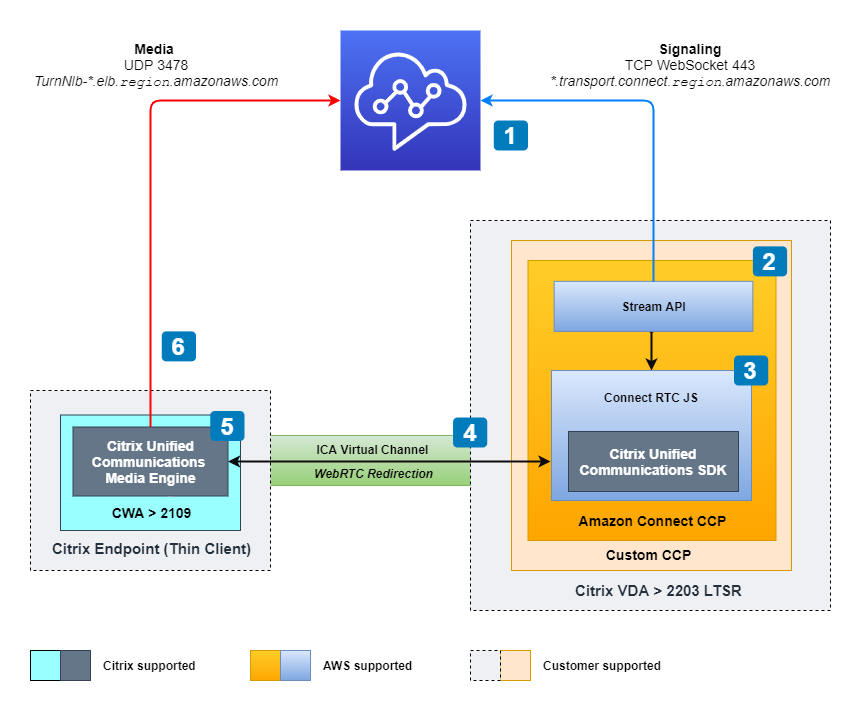 Media
UDP 3478
TurnNlb-*.elb.region.amazonaws.com
Signaling
TCP WebSocket 443
*.transport.connect.region.amazonaws.com
1
2
Stream API
3
Connect RTC JS
Citrix Unified
Communications SDK
Amazon Connect CCP
Custom CCP
Citrix VDA > 2203 LTSR
4
ICA Virtual Channel
WebRTC Redirection
5
Citrix Unified
Communications
Media Engine
CWA > 2109
Citrix Endpoint (Thin Client)
6
Citrix supported
AWS supported
Customer supported